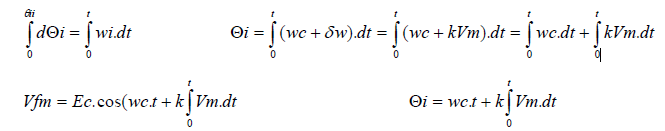 ∫₀^θii dΘi = ∫₀^t wi.dt    Θi = ∫₀^t (wc + δw).dt = ∫₀^t (wc + kVm).dt = ∫₀^t wc.dt + ∫₀^t kVm.dt
Vfm = Ec.cos(wc.t + k∫₀^t Vm.dt    Θi = wc.t + k∫₀^t Vm.dt